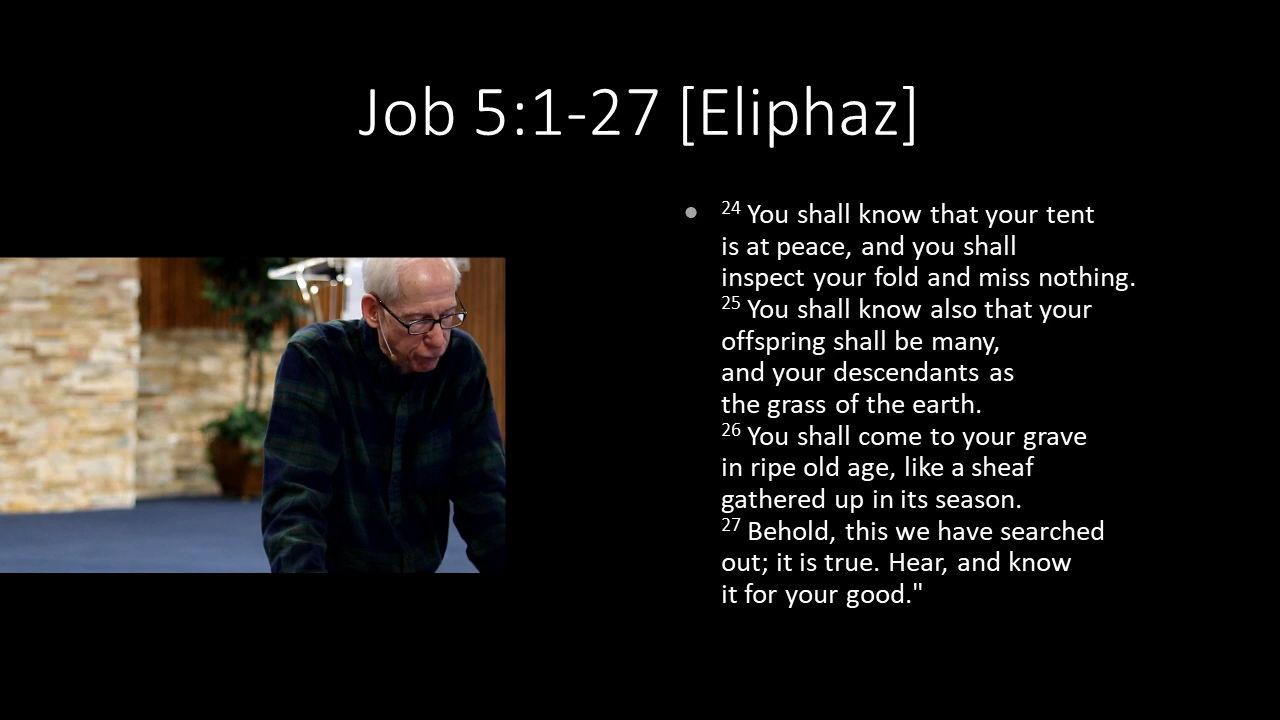 Job 5:1-27 [Eliphaz]
• 24 You shall know that your tent
is at peace, and you shall
inspect your fold and miss nothing.
25 You shall know also that your
offspring shall be many,
and your descendants as
the grass of the earth.
26 You shall come to your grave
in ripe old age, like a sheaf
gathered up in its season.
27 Behold, this we have searched
out; it is true. Hear, and know
it for your good."